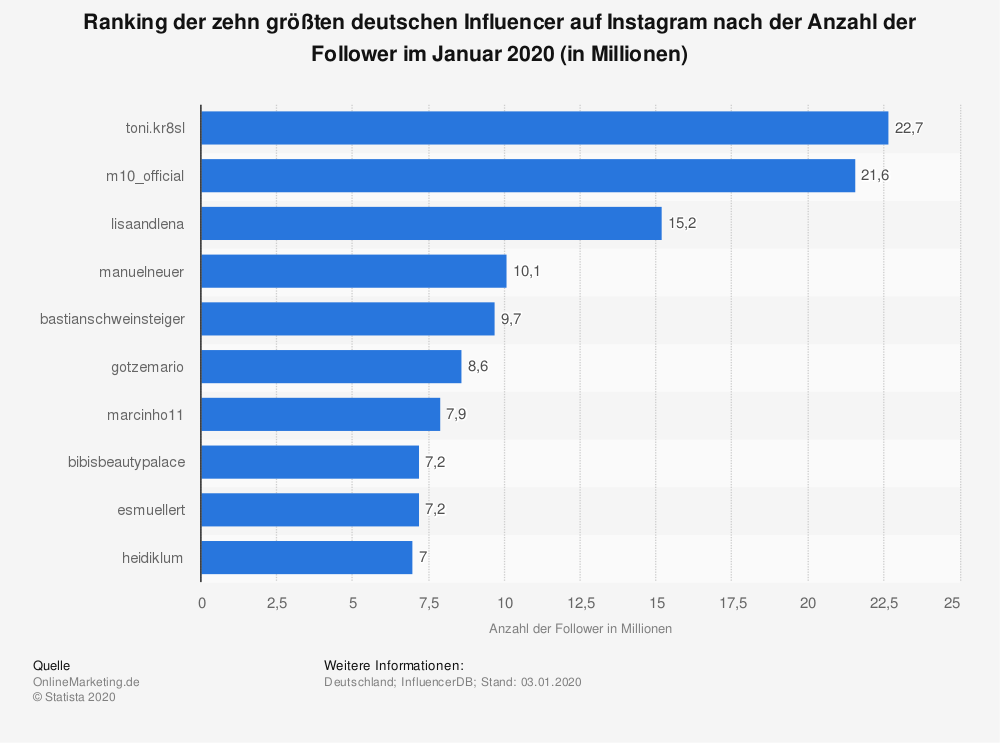 Ranking der zehn größten deutschen Influencer auf Instagram nach der Anzahl der
Follower im Januar 2020 (in Millionen)
toni.kr8sl 22,7
m10_official 21,6
lisaandlena 15,2
manuelneuer 10,1
bastianschweinsteiger 9,7
gotzemario 8,6
marcinho11 7,9
bibisbeautypalace 7,2
esmuellert 7,2
heidiklum 7
0 2,5 5 7,5 10 12,5 15 17,5 20 22,5 25
Anzahl der Follower in Millionen
Quelle
OnlineMarketing.de
© Statista 2020
Weitere Informationen:
Deutschland; InfluencerDB; Stand: 03.01.2020